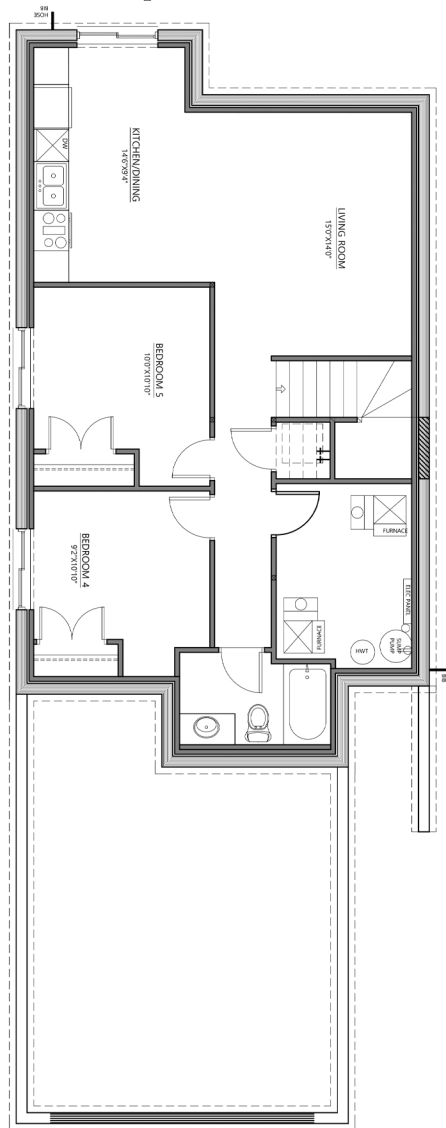 BIB
HOSE
KITCHEN/DINING
14'6"X9'4"
DW
LIVING ROOM
15'0"X14'0"
BEDROOM 5
10'0"X10'10"
BEDROOM 4
9'2"X10'10"
FURNACE
ELEC PANEL
SUMP
PUMP
HWT
FURNACE
BIB